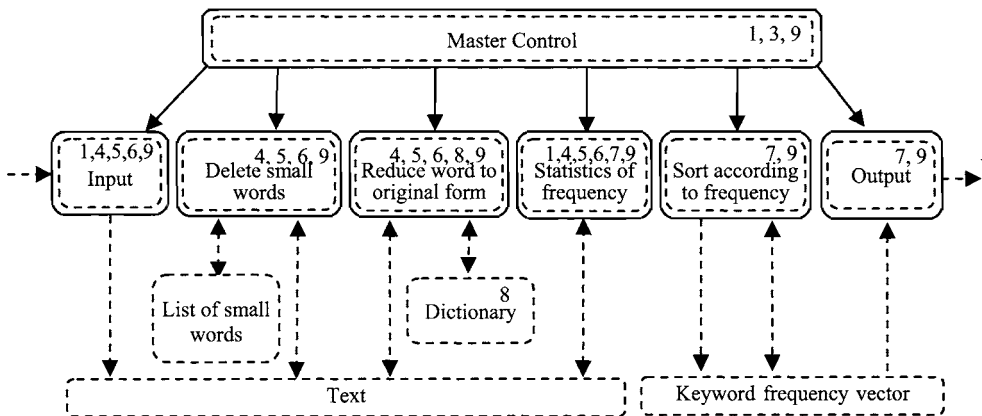 Master Control
1, 3, 9
1,4,5,6,9
Input
4, 5, 6, 9
Delete small
words
4, 5, 6, 8, 9
Reduce word to
original form
1,4,5,6,7,9
Statistics of
frequency
7, 9
Sort according
to frequency
7, 9
Output
List of small
words
8
Dictionary
Text
Keyword frequency vector